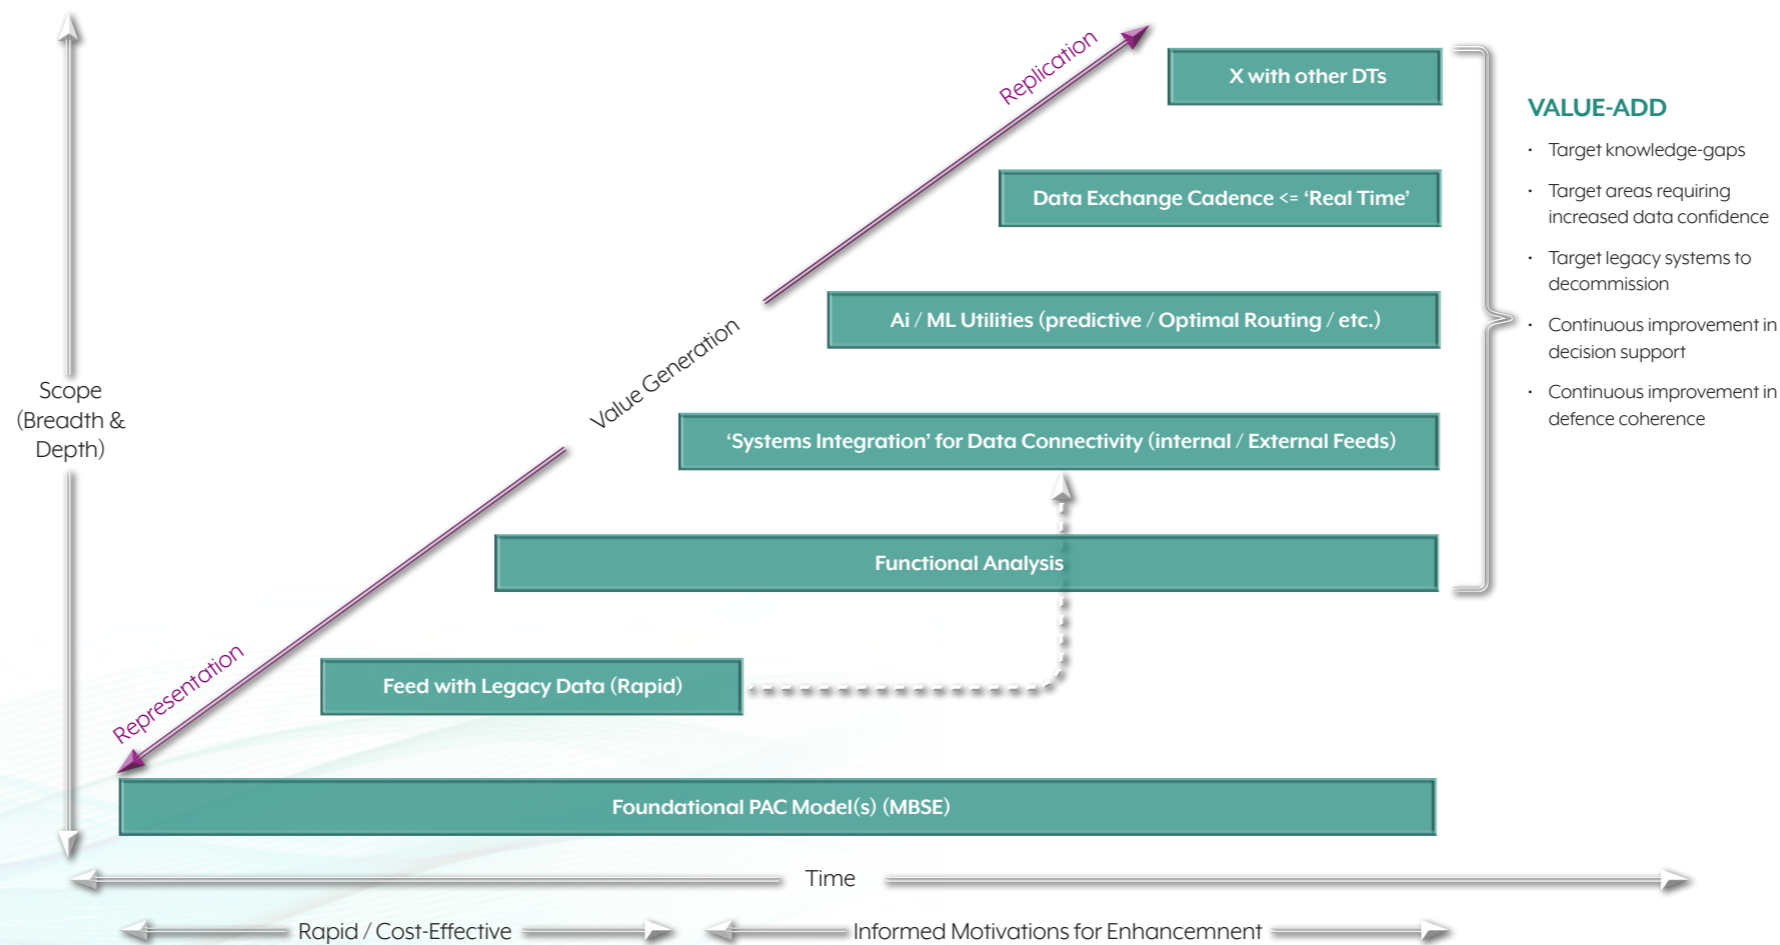 Replication
X with other DTs
VALUE-ADD
• Target knowledge-gaps
• Target areas requiring
increased data confidence
• Target legacy systems to
decommission
• Continuous improvement in
decision support
• Continuous improvement in
defence coherence
Data Exchange Cadence <= ‘Real Time’
Ai / ML Utilities (predictive / Optimal Routing / etc.)
Value Generation
Scope
(Breadth &
Depth)
‘Systems Integration’ for Data Connectivity (internal / External Feeds)
Functional Analysis
Representation
Feed with Legacy Data (Rapid)
Foundational PAC Model(s) (MBSE)
Time
Rapid / Cost-Effective
Informed Motivations for Enhancemnent